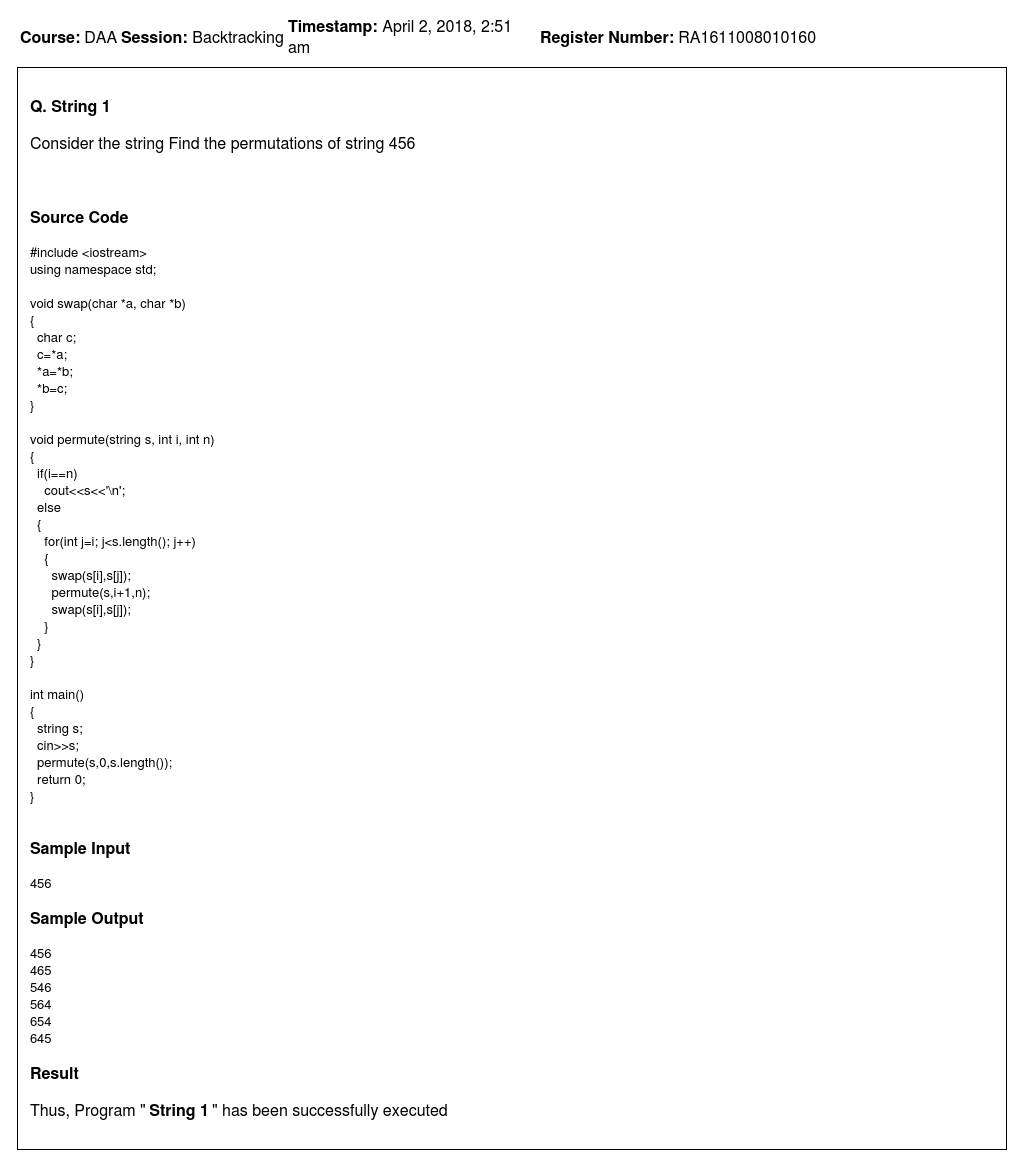 Course: DAA Session: Backtracking Timestamp: April 2, 2018, 2:51 am Register Number: RA1611008010160
Q. String 1
Consider the string Find the permutations of string 456
Source Code
#include <iostream>
using namespace std;
void swap(char *a, char *b)
{
char c;
c=*a;
*a=*b;
*b=c;
}
void permute(string s, int i, int n)
{
if(i==n)
cout<<s<<'\n';
else
{
for(int j=i; j<s.length(); j++)
{
swap(s[i],s[j]);
permute(s,i+1,n);
swap(s[i],s[j]);
}
}
}
int main()
{
string s;
cin>>s;
permute(s,0,s.length());
return 0;
}
Sample Input
456
Sample Output
456
465
546
564
654
645
Result
Thus, Program " String 1 " has been successfully executed